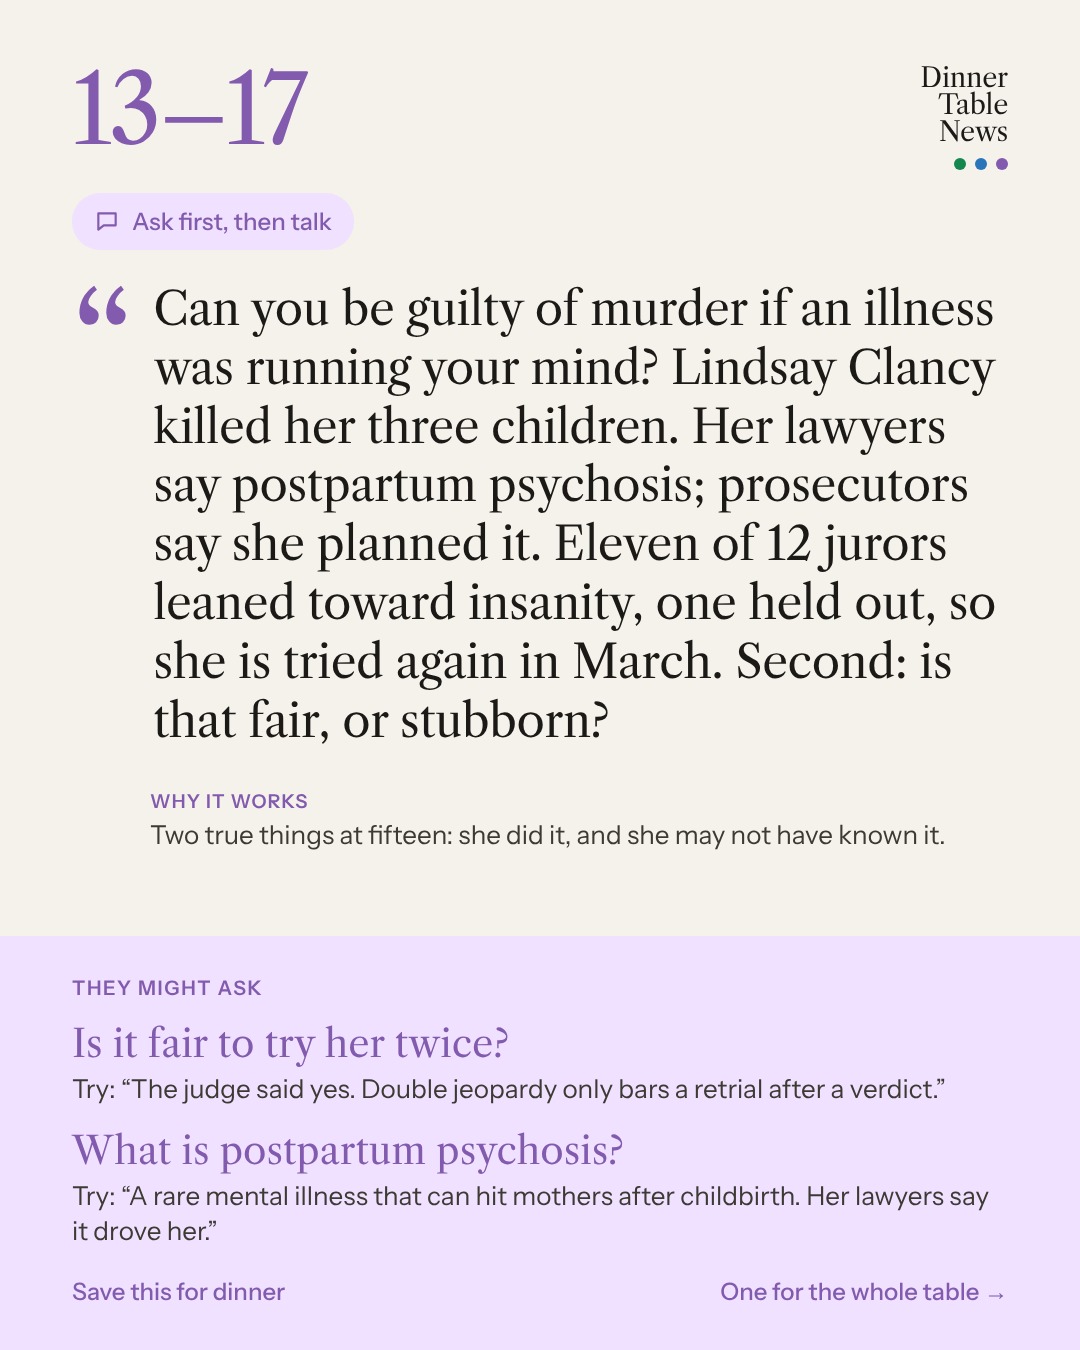 13–17
Dinner
Table
News
Ask first, then talk
“Can you be guilty of murder if an illness
was running your mind? Lindsay Clancy
killed her three children. Her lawyers
say postpartum psychosis; prosecutors
say she planned it. Eleven of 12 jurors
leaned toward insanity, one held out, so
she is tried again in March. Second: is
that fair, or stubborn?
WHY IT WORKS
Two true things at fifteen: she did it, and she may not have known it.
THEY MIGHT ASK
Is it fair to try her twice?
Try: “The judge said yes. Double jeopardy only bars a retrial after a verdict.”
What is postpartum psychosis?
Try: “A rare mental illness that can hit mothers after childbirth. Her lawyers say
it drove her.”
Save this for dinner
One for the whole table →